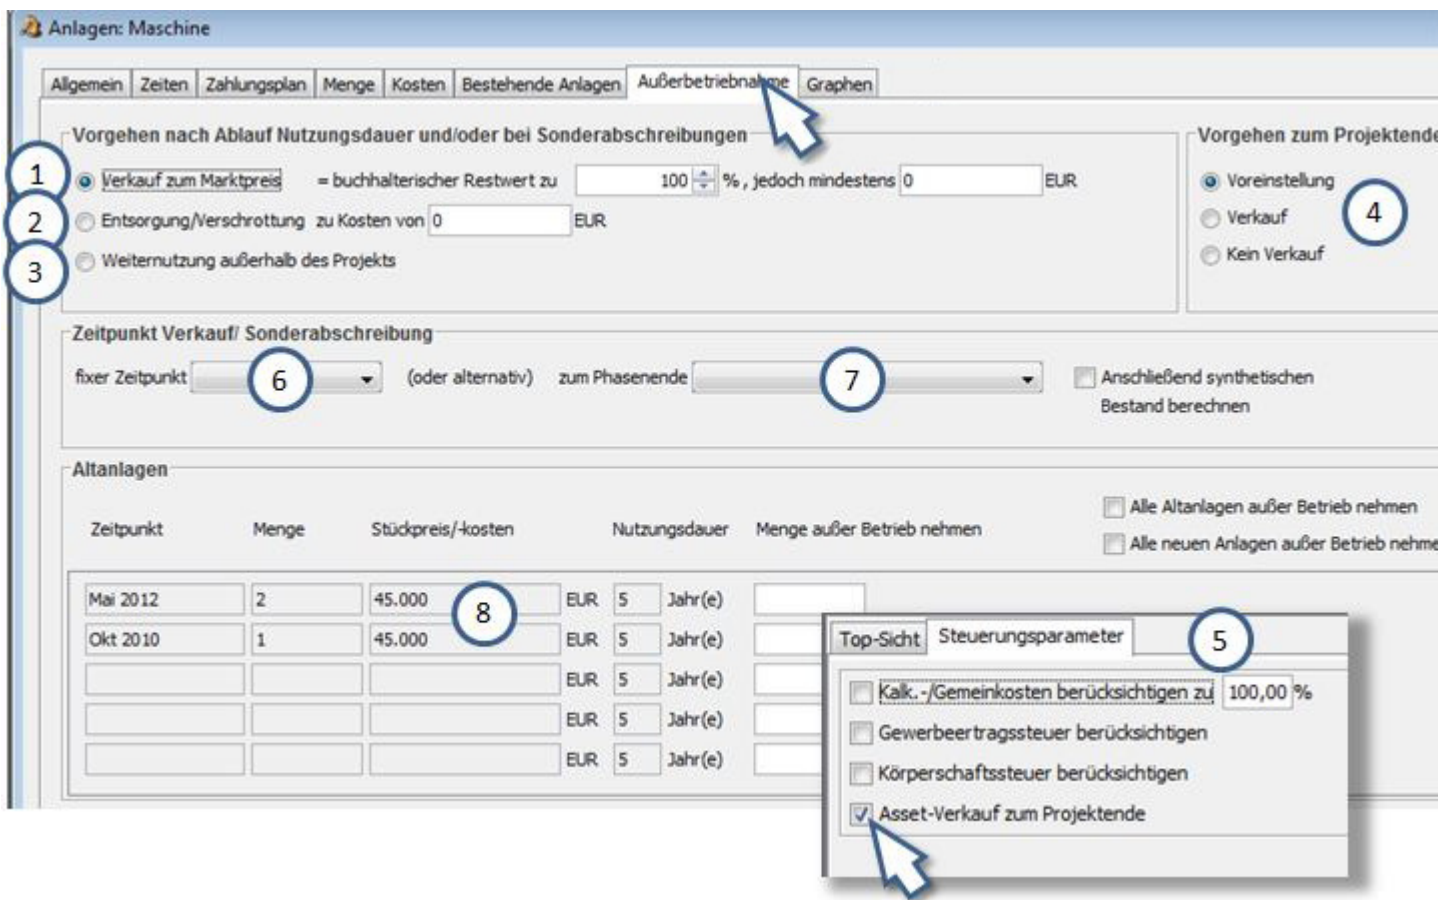 Anlagen: Maschine
Allgemein Zeiten Zahlungsplan Menge Kosten Bestehende Anlagen Außerbetriebnahme Graphen
Vorgehen nach Ablauf Nutzungsdauer und/oder bei Sonderabschreibungen
1 Verkauf zum Marktpreis = buchhalterischer Restwert zu 100 % , jedoch mindestens 0 EUR
2 Entsorgung/Verschrottung zu Kosten von 0 EUR
3 Weiternutzung außerhalb des Projekts
Vorgehen zum Projektende
Voreinstellung
Verkauf 4
Kein Verkauf
Zeitpunkt Verkauf/ Sonderabschreibung
fixer Zeitpunkt 6 (oder alternativ) zum Phasenende 7 Anschließend synthetischen
Bestand berechnen
Altanlagen
Alle Altanlagen außer Betrieb nehmen
Zeitpunkt Menge Stückpreis/-kosten Nutzungsdauer Menge außer Betrieb nehmen
Alle neuen Anlagen außer Betrieb nehme
Mai 2012 2 45.000 8 EUR 5 Jahr(e)
Okt 2010 1 45.000 EUR 5 Jahr(e)
EUR 5 Jahr(e)
EUR 5 Jahr(e)
EUR 5 Jahr(e)
Top-Sicht Steuerungsparameter 5
Kalk.-/Gemeinkosten berücksichtigen zu 100,00 %
Gewerbeertragssteuer berücksichtigen
Körperschaftssteuer berücksichtigen
Asset-Verkauf zum Projektende